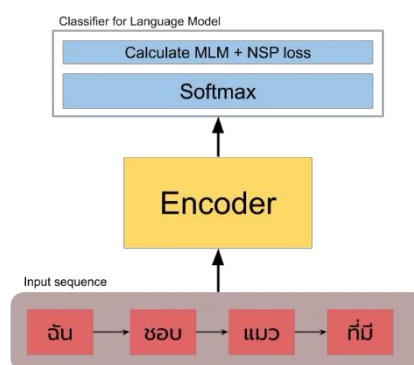 Classifier for Language Model
Calculate MLM + NSP loss
Softmax
Encoder
Input sequence
ฉัน ชอบ แมว ที่มี